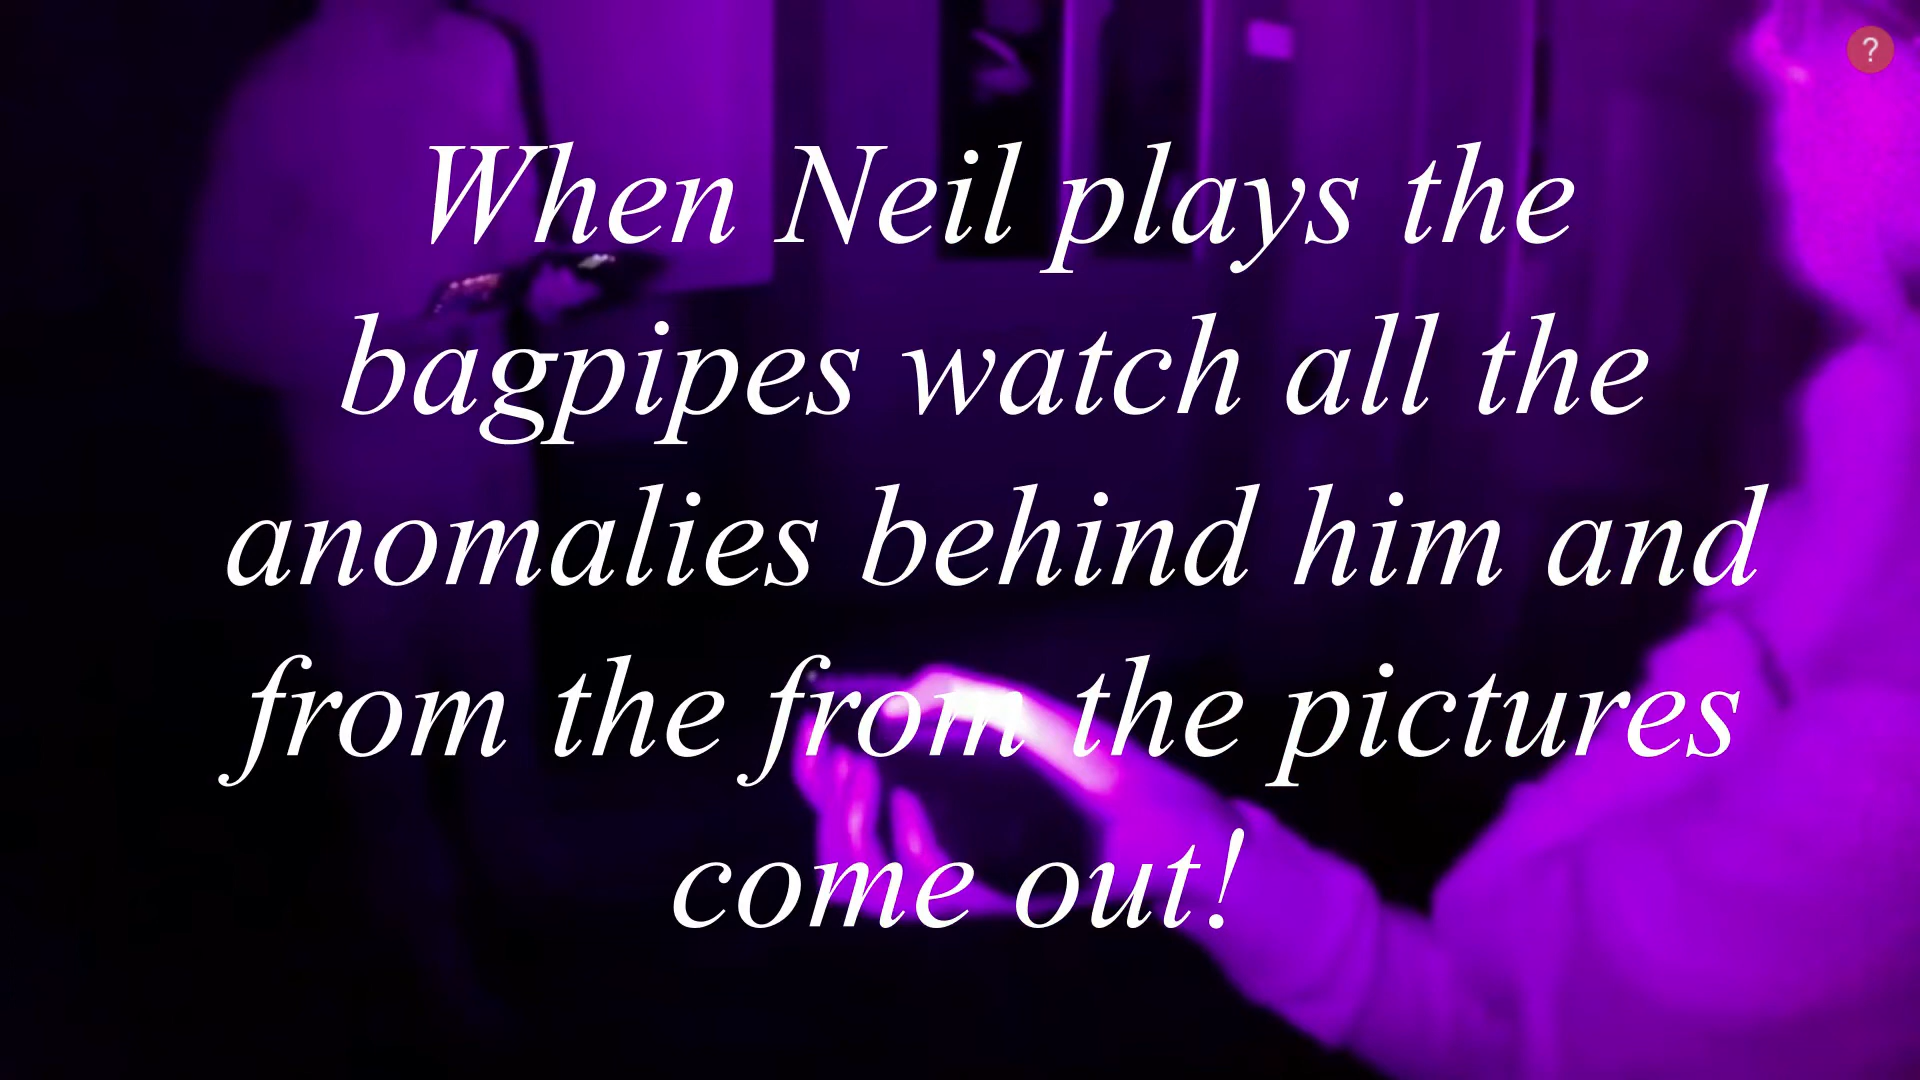 ?
When Neil plays the
bagpipes watch all the
anomalies behind him and
from the from the pictures
come out!